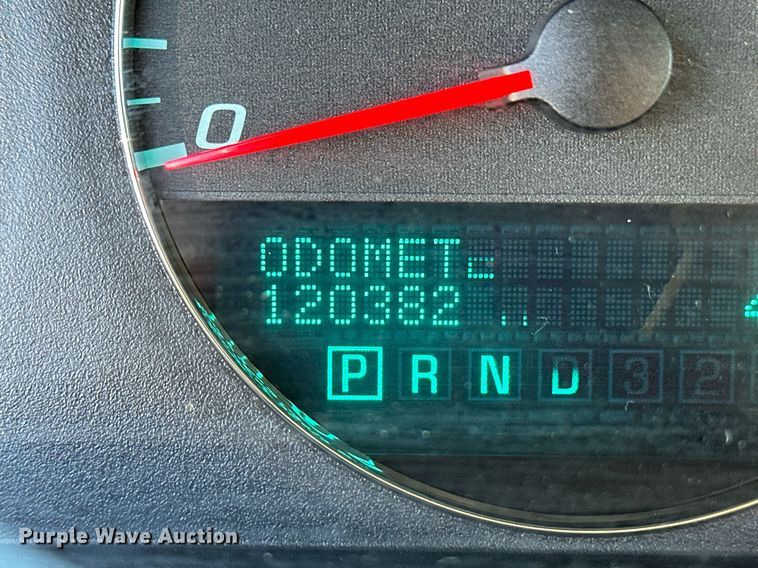 0
ODOMET
120382
P R N D 3 2
Purple Wave Auction